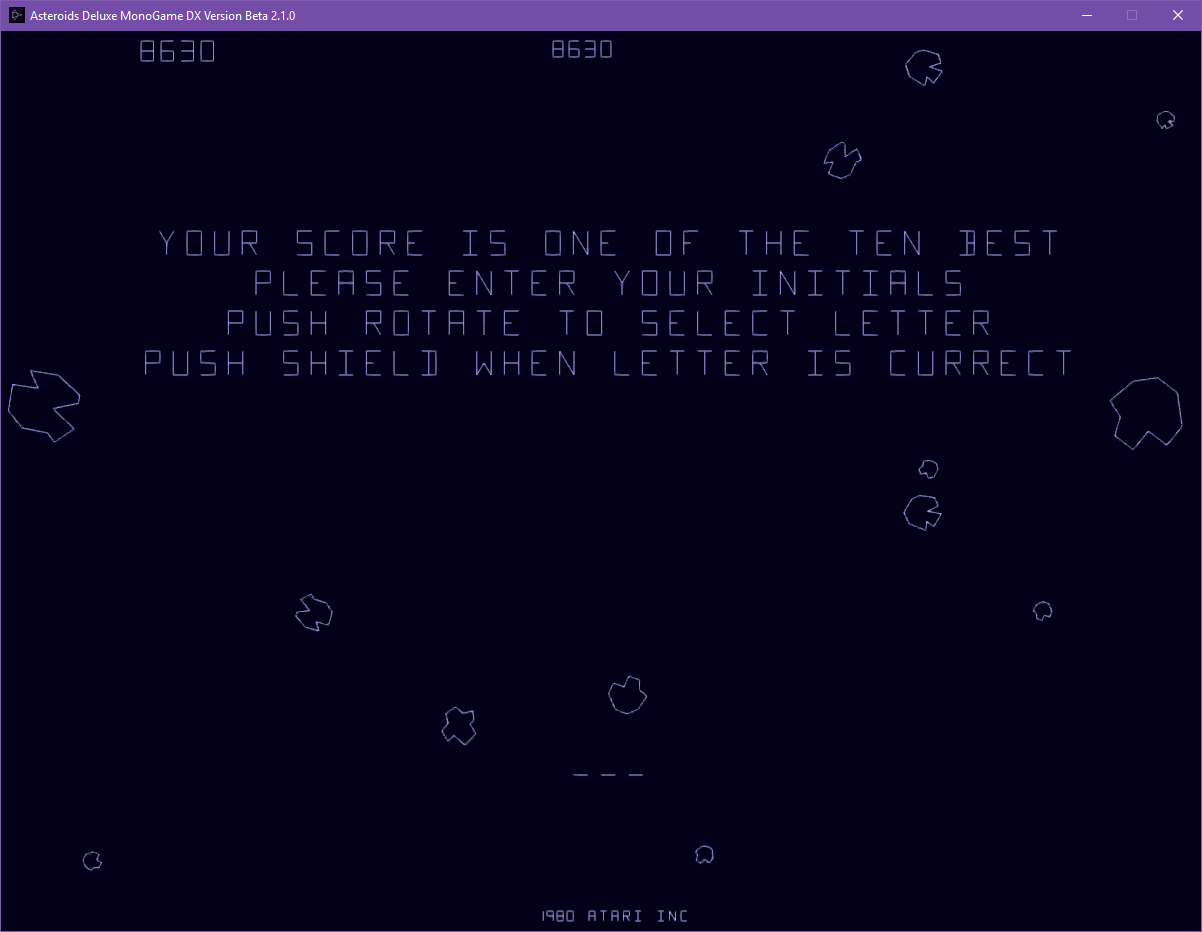 Asteroids Deluxe MonoGame DX Version Beta 2.1.0
8630 8630
YOUR SCORE IS ONE OF THE TEN BEST
PLEASE ENTER YOUR INITIALS
PUSH ROTATE TO SELECT LETTER
PUSH SHIELD WHEN LETTER IS CURRECT
_ _ _
1980 ATARI INC